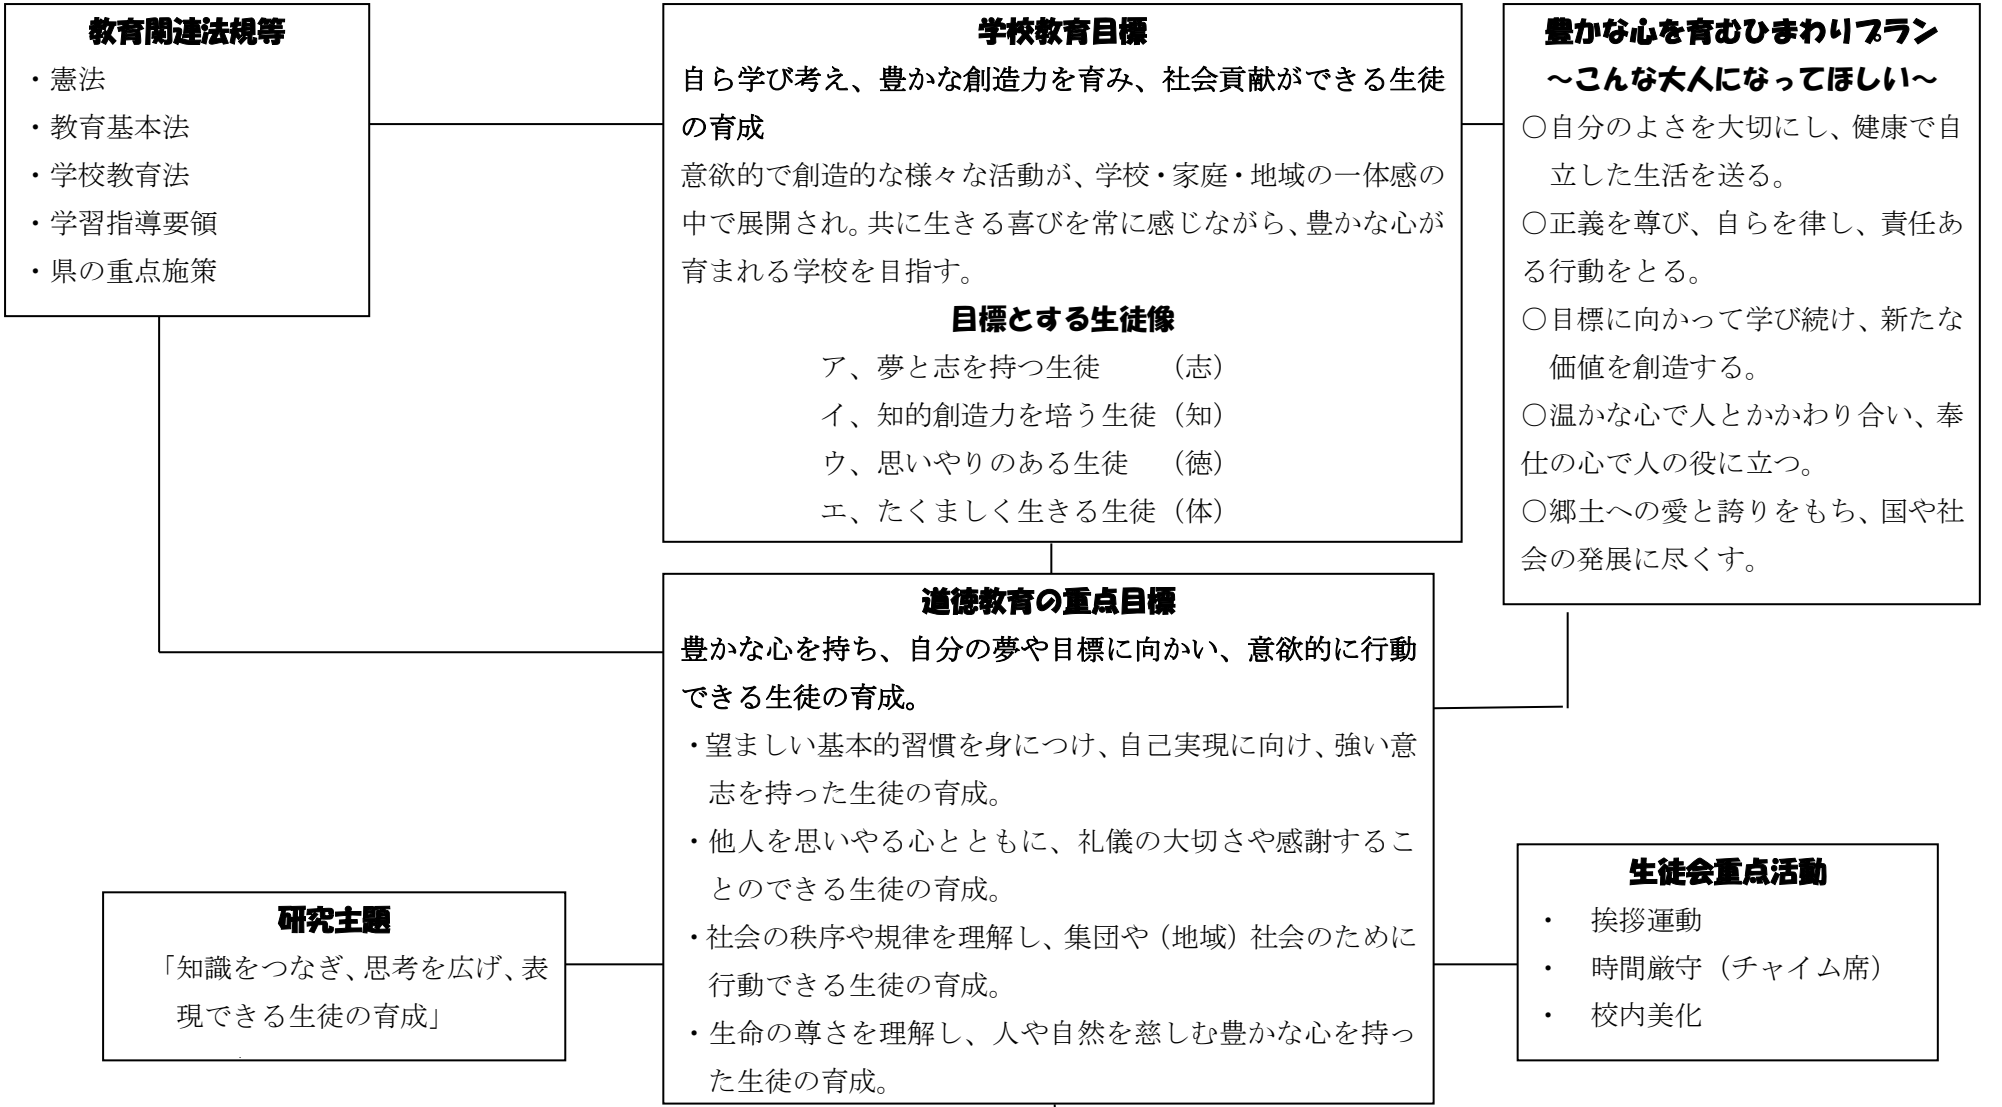 教育関連法規等
・憲法
・教育基本法
・学校教育法
・学習指導要領
・県の重点施策
学校教育目標
自ら学び考え、豊かな創造力を育み、社会貢献ができる生徒
の育成
意欲的で創造的な様々な活動が、学校・家庭・地域の一体感の
中で展開され。共に生きる喜びを常に感じながら、豊かな心が
育まれる学校を目指す。
目標とする生徒像
ア、夢と志を持つ生徒　　（志）
イ、知的創造力を培う生徒（知）
ウ、思いやりのある生徒　（徳）
エ、たくましく生きる生徒（体）
豊かな心を育むひまわりプラン
～こんな大人になってほしい～
○自分のよさを大切にし、健康で自
立した生活を送る。
○正義を尊び、自らを律し、責任あ
る行動をとる。
○目標に向かって学び続け、新たな
価値を創造する。
○温かな心で人とかかわり合い、奉
仕の心で人の役に立つ。
○郷土への愛と誇りをもち、国や社
会の発展に尽くす。
道徳教育の重点目標
豊かな心を持ち、自分の夢や目標に向かい、意欲的に行動
できる生徒の育成。
・望ましい基本的習慣を身につけ、自己実現に向け、強い意
志を持った生徒の育成。
・他人を思いやる心とともに、礼儀の大切さや感謝するこ
とのできる生徒の育成。
・社会の秩序や規律を理解し、集団や（地域）社会のために
行動できる生徒の育成。
・生命の尊さを理解し、人や自然を慈しむ豊かな心を持っ
た生徒の育成。
研究主題
「知識をつなぎ、思考を広げ、表
現できる生徒の育成」
生徒会重点活動
・　挨拶運動
・　時間厳守（チャイム席）
・　校内美化